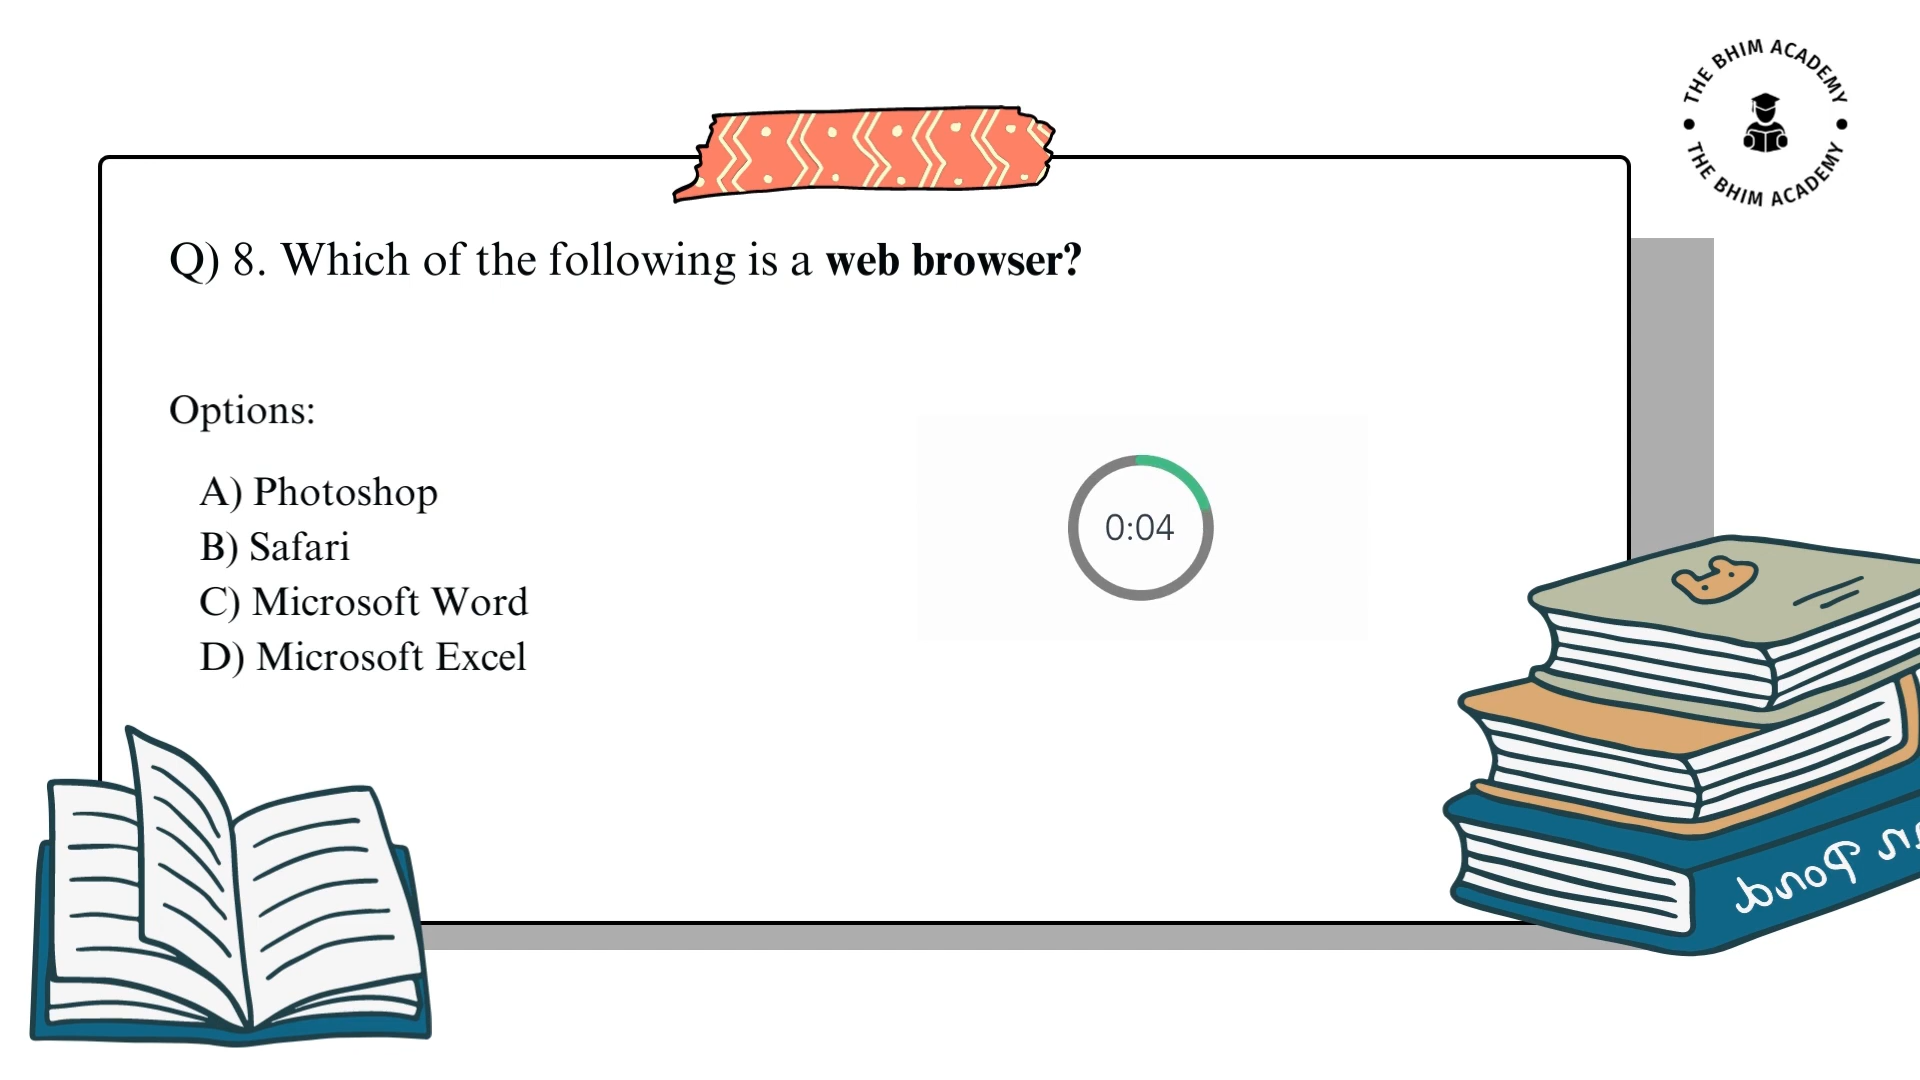 THE BHIM ACADEMY
THE BHIM ACADEMY
Q) 8. Which of the following is a web browser?
Options:
A) Photoshop
B) Safari
C) Microsoft Word
D) Microsoft Excel
0:04